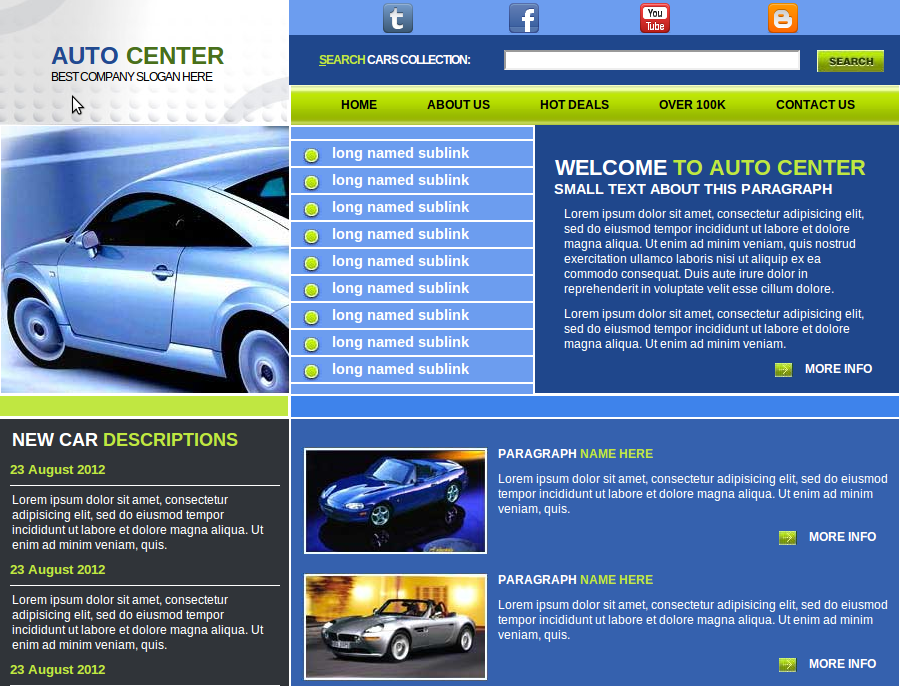 t
f
You
Tube
B
AUTO CENTER
BEST COMPANY SLOGAN HERE
SEARCH CARS COLLECTION:
SEARCH
HOME
ABOUT US
HOT DEALS
OVER 100K
CONTACT US
long named sublink
long named sublink
long named sublink
long named sublink
long named sublink
long named sublink
long named sublink
long named sublink
long named sublink
WELCOME TO AUTO CENTER
SMALL TEXT ABOUT THIS PARAGRAPH
Lorem ipsum dolor sit amet, consectetur adipisicing elit,
sed do eiusmod tempor incididunt ut labore et dolore
magna aliqua. Ut enim ad minim veniam, quis nostrud
exercitation ullamco laboris nisi ut aliquip ex ea
commodo consequat. Duis aute irure dolor in
reprehenderit in voluptate velit esse cillum dolore.
Lorem ipsum dolor sit amet, consectetur adipisicing elit,
sed do eiusmod tempor incididunt ut labore et dolore
magna aliqua. Ut enim ad minim veniam.
MORE INFO
NEW CAR DESCRIPTIONS
23 August 2012
Lorem ipsum dolor sit amet, consectetur
adipisicing elit, sed do eiusmod tempor
incididunt ut labore et dolore magna aliqua. Ut
enim ad minim veniam, quis.
23 August 2012
Lorem ipsum dolor sit amet, consectetur
adipisicing elit, sed do eiusmod tempor
incididunt ut labore et dolore magna aliqua. Ut
enim ad minim veniam, quis.
23 August 2012
PARAGRAPH NAME HERE
Lorem ipsum dolor sit amet, consectetur adipisicing elit, sed do eiusmod
tempor incididunt ut labore et dolore magna aliqua. Ut enim ad minim
veniam, quis.
MORE INFO
PARAGRAPH NAME HERE
Lorem ipsum dolor sit amet, consectetur adipisicing elit, sed do eiusmod
tempor incididunt ut labore et dolore magna aliqua. Ut enim ad minim
veniam, quis.
MORE INFO